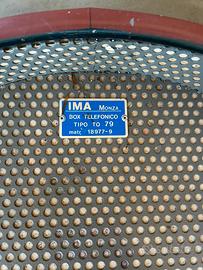 IMA MONZA
BOX TELEFONICO
TIPO TO 79
matr. 18977-9